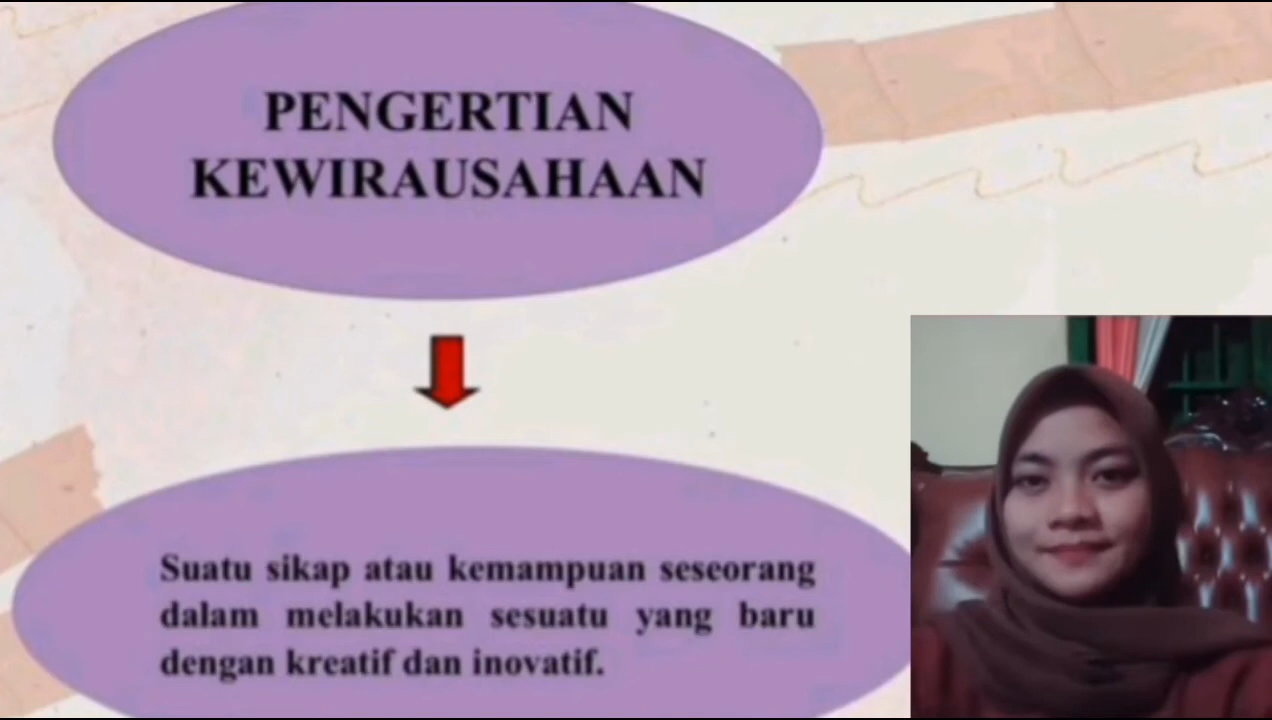 PENGERTIAN
KEWIRAUSAHAAN
Suatu sikap atau kemampuan seseorang
dalam melakukan sesuatu yang baru
dengan kreatif dan inovatif.